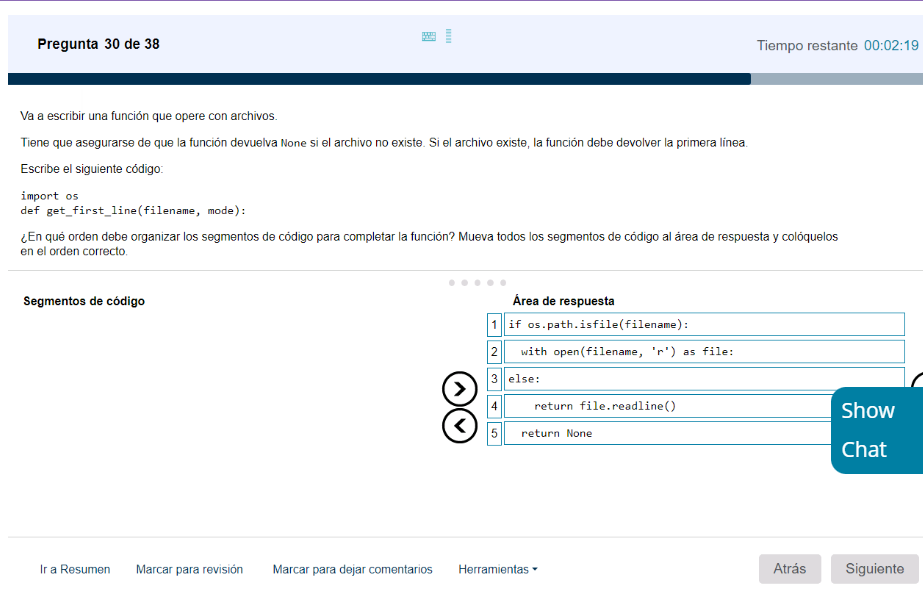 Pregunta 30 de 38
Tiempo restante 00:02:19
Va a escribir una función que opere con archivos.
Tiene que asegurarse de que la función devuelva None si el archivo no existe. Si el archivo existe, la función debe devolver la primera línea.
Escribe el siguiente código:
import os
def get_first_line(filename, mode):
¿En qué orden debe organizar los segmentos de código para completar la función? Mueva todos los segmentos de código al área de respuesta y colóquelos
en el orden correcto.
Segmentos de código
Área de respuesta
1 if os.path.isfile(filename):
2 with open(filename, 'r') as file:
3 else:
4 return file.readline()
5 return None
Show
Chat
Ir a Resumen Marcar para revisión Marcar para dejar comentarios Herramientas Atrás Siguiente